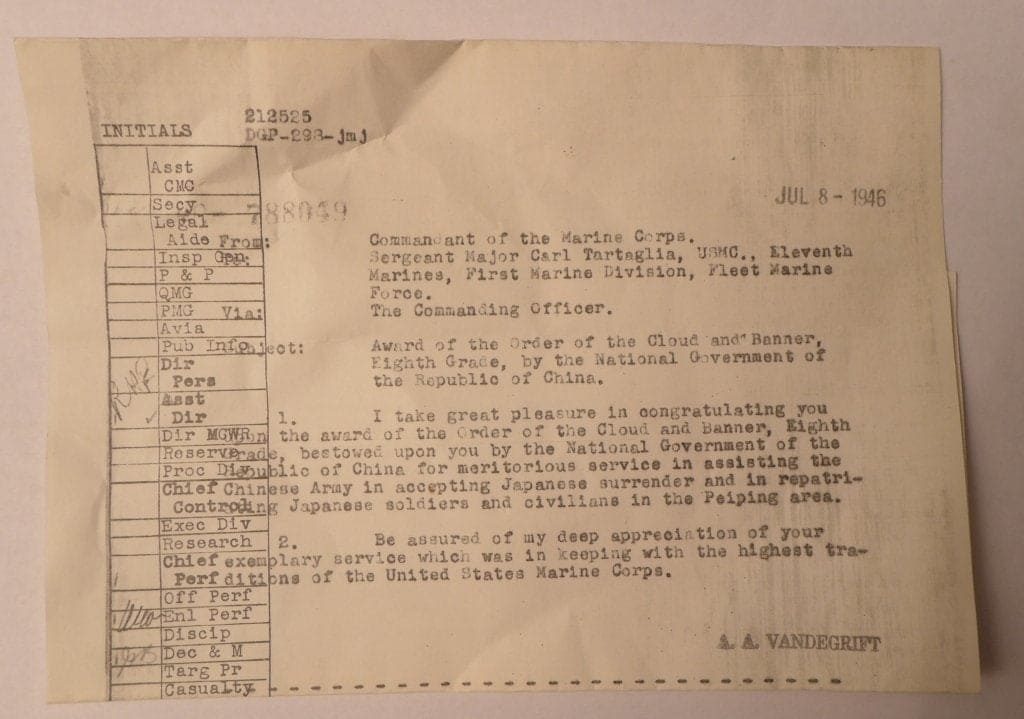 212525
INITIALS DGP-298-jmj
Asst
CMC
JUL 8 - 1946
Secy 788049
Legal
Aide From: Commandant of the Marine Corps.
Insp Gen Sergeant Major Carl Tartaglia, USMC., Eleventh
P & P Marines, First Marine Division, Fleet Marine
QMG Force.
PMG Via: The Commanding Officer.
Avia
Pub Info Subject: Award of the Order of the Cloud and Banner,
Dir Eighth Grade, by the National Government of
Pers the Republic of China.
Asst
Dir 1. I take great pleasure in congratulating you
Dir MCWR on the award of the Order of the Cloud and Banner, Eighth
Reserve Grade, bestowed upon you by the National Government of the
Proc Div Republic of China for meritorious service in assisting the
Chief Chinese Army in accepting Japanese surrender and in repatri-
Control ing Japanese soldiers and civilians in the Peiping area.
Exec Div
Research 2. Be assured of my deep appreciation of your
Chief exemplary service which was in keeping with the highest tra-
Perf ditions of the United States Marine Corps.
Off Perf
Enl Perf
Discip
A. A. VANDEGRIFT
Dec & M
Targ Pr
Casualty